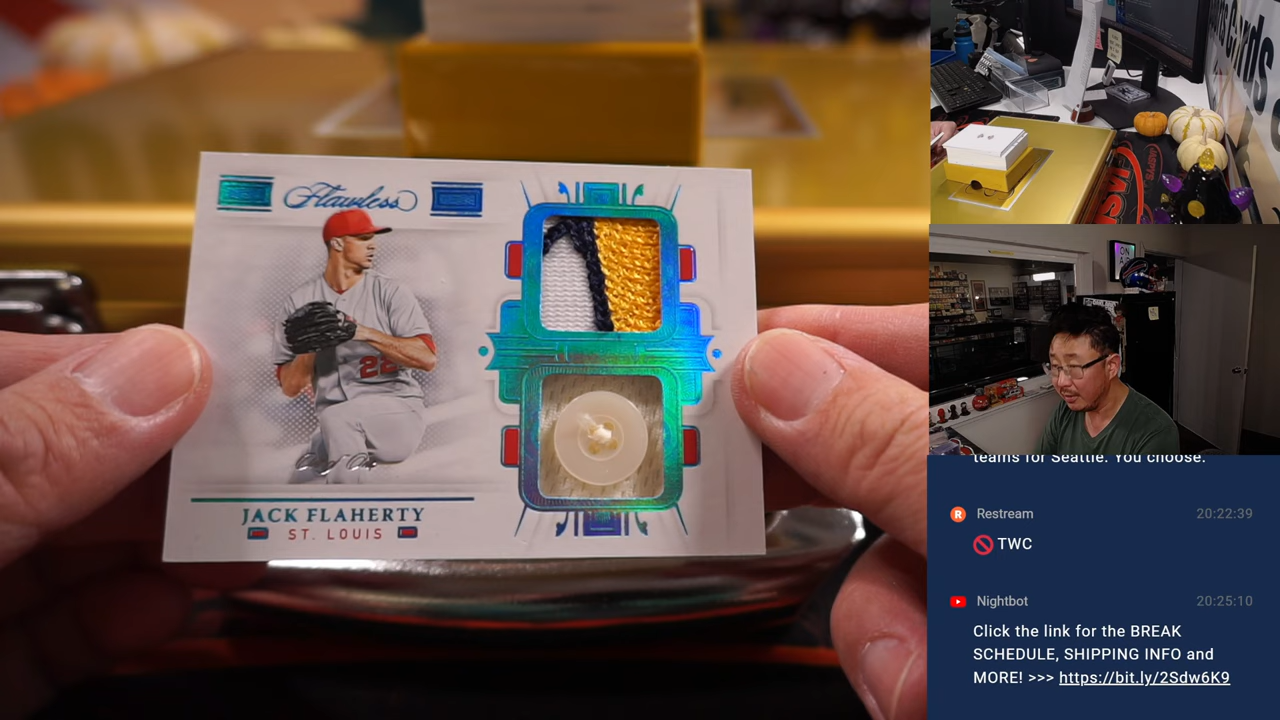 Flawless
22
JACK FLAHERTY
ST. LOUIS
teams for Seattle. You choose.
Restream 20:22:39
🚫 TWC
Nightbot 20:25:10
Click the link for the BREAK
SCHEDULE, SHIPPING INFO and
MORE! >>> https://bit.ly/2Sdw6K9